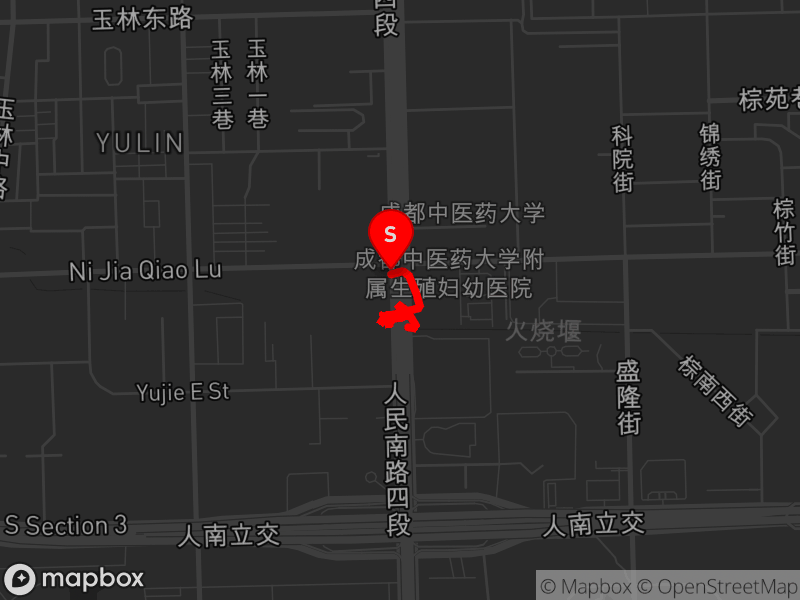 玉林东路
四段
玉林三巷
玉林一巷
棕苑巷
玉林中路
YULIN
科院街
锦绣街
成都中医药大学
棕竹街
S
成都中医药大学附
属生殖妇幼医院
Ni Jia Qiao Lu
火烧堰
Yujie E St
盛隆街
棕南西街
人民南路四段
S Section 3
人南立交
人南立交
mapbox
© Mapbox © OpenStreetMap